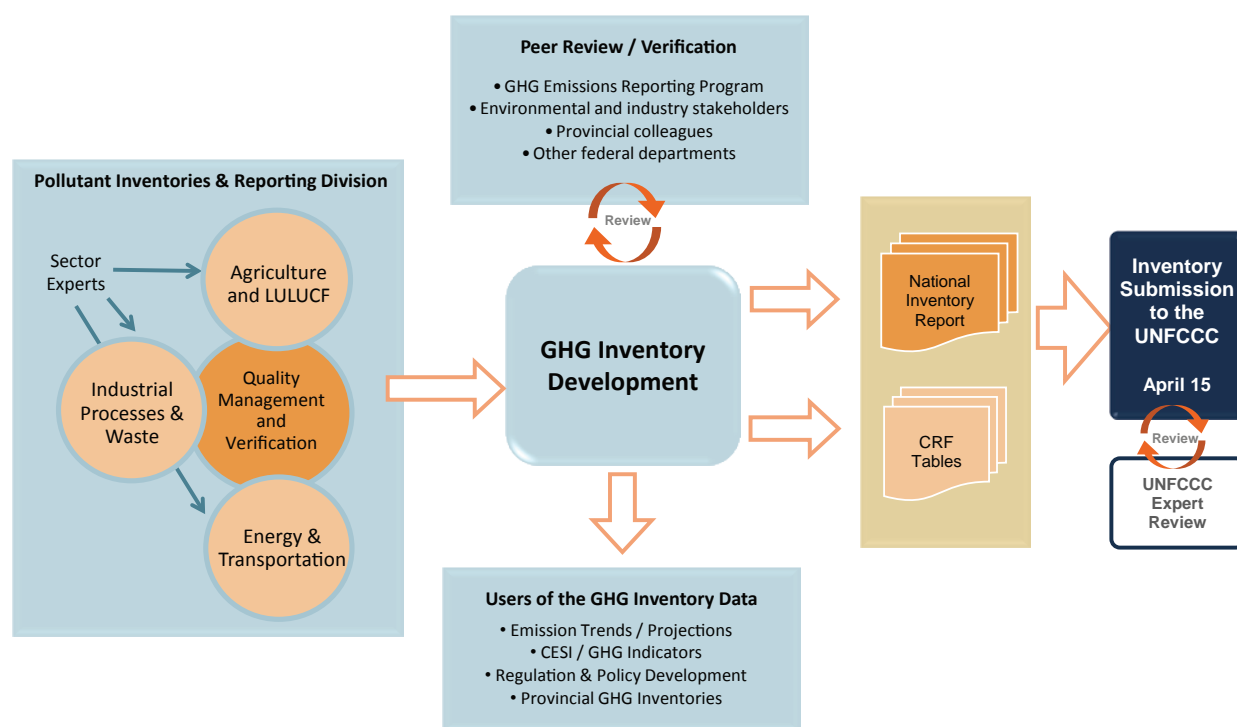 Peer Review / Verification
• GHG Emissions Reporting Program
• Environmental and industry stakeholders
• Provincial colleagues
• Other federal departments
Pollutant Inventories & Reporting Division
Sector
Experts
Agriculture
and LULUCF
Industrial
Processes &
Waste
Quality
Management
and
Verification
Energy &
Transportation
Review
GHG Inventory
Development
National
Inventory
Report
CRF
Tables
Inventory
Submission
to the
UNFCCC
April 15
Review
UNFCCC
Expert
Review
Users of the GHG Inventory Data
• Emission Trends / Projections
• CESI / GHG Indicators
• Regulation & Policy Development
• Provincial GHG Inventories